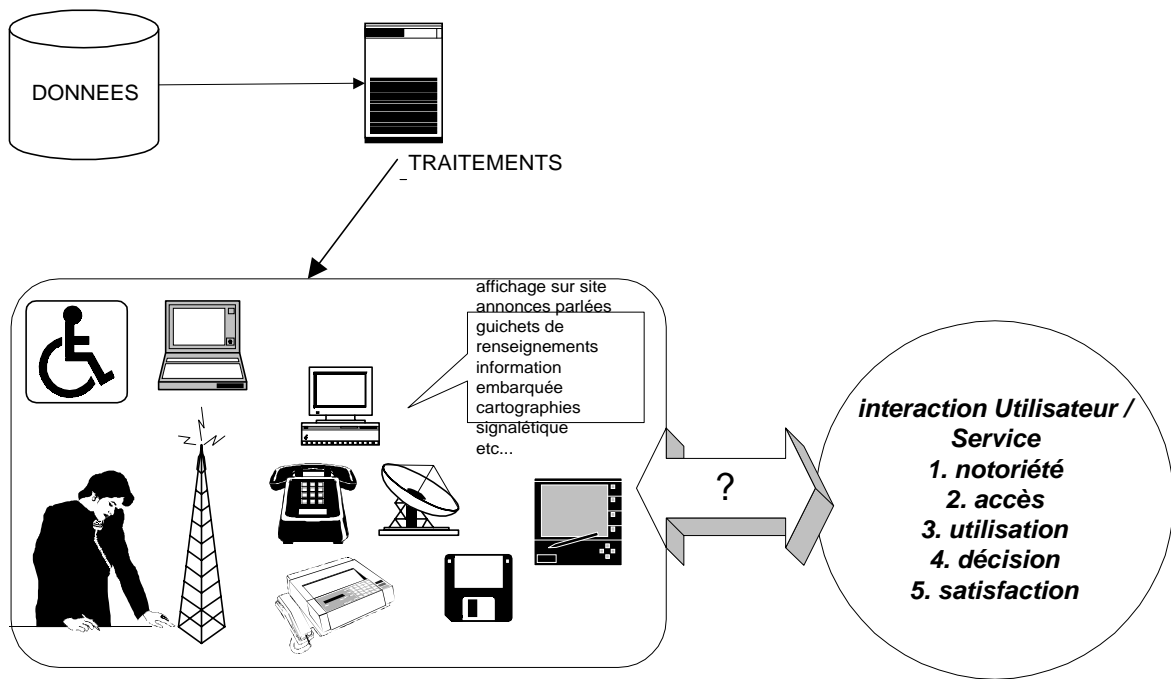 DONNEES
_TRAITEMENTS
affichage sur site
annonces parlées
guichets de
renseignements
information
embarquée
cartographies
signalétique
etc...
?
interaction Utilisateur /
Service
1. notoriété
2. accès
3. utilisation
4. décision
5. satisfaction